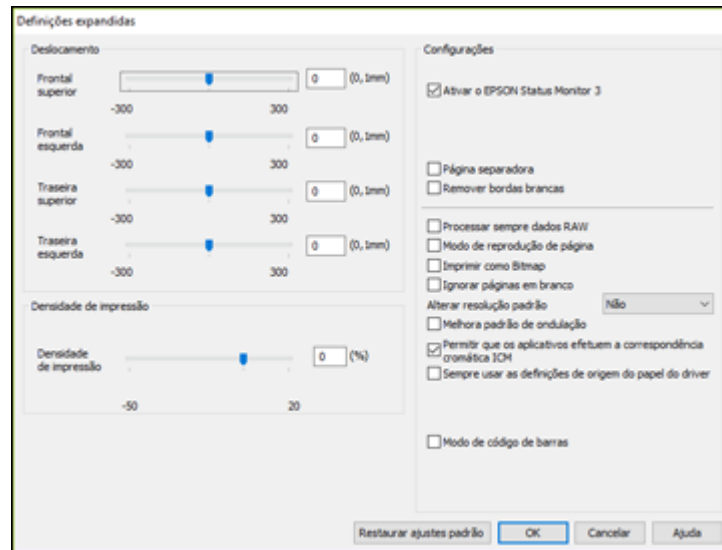 Definições expandidas
Deslocamento
Frontal
superior
0 (0,1mm)
-300 300
Frontal
esquerda
0 (0,1mm)
-300 300
Traseira
superior
0 (0,1mm)
-300 300
Traseira
esquerda
0 (0,1mm)
-300 300
Densidade de impressão
Densidade
de impressão
0 (%)
-50 20
Configurações
Ativar o EPSON Status Monitor 3
Página separadora
Remover bordas brancas
Processar sempre dados RAW
Modo de reprodução de página
Imprimir como Bitmap
Ignorar páginas em branco
Alterar resolução padrão Não
Melhora padrão de ondulação
Permitir que os aplicativos efetuem a correspondência
cromática ICM
Sempre usar as definições de origem do papel do driver
Modo de código de barras
Restaurar ajustes padrão OK Cancelar Ajuda